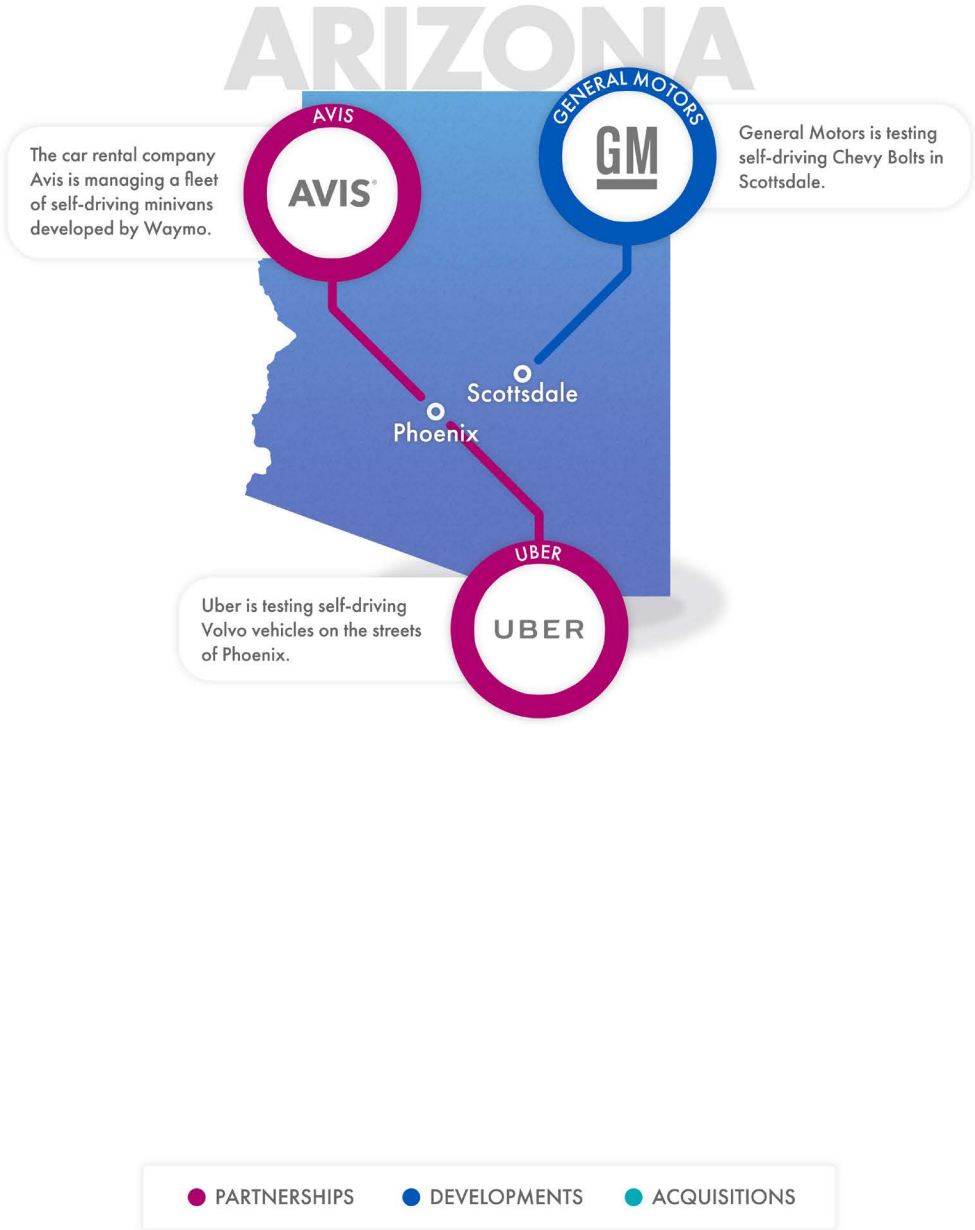 ARIZONA
AVIS
AVIS®
The car rental company
Avis is managing a fleet
of self-driving minivans
developed by Waymo.
GENERAL MOTORS
GM
General Motors is testing
self-driving Chevy Bolts in
Scottsdale.
Scottsdale
Phoenix
UBER
UBER
Uber is testing self-driving
Volvo vehicles on the streets
of Phoenix.
PARTNERSHIPS DEVELOPMENTS ACQUISITIONS